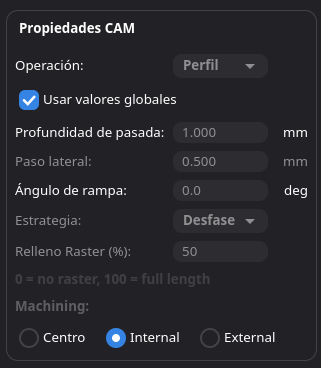 Propiedades CAM
Operación: Perfil
Usar valores globales
Profundidad de pasada: 1.000 mm
Paso lateral: 0.500 mm
Ángulo de rampa: 0.0 deg
Estrategia: Desfase
Relleno Raster (%): 50
0 = no raster, 100 = full length
Machining:
Centro Internal External